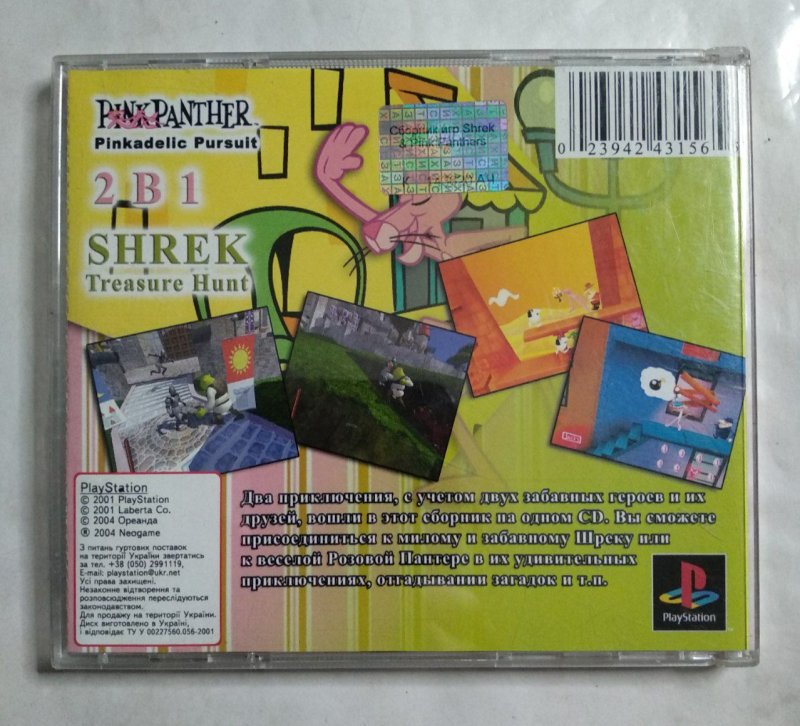 PINK PANTHER
Pinkadelic Pursuit
2 В 1
SHREK
Treasure Hunt
Сборник игр Shrek
& Pink Panthers
0 23942 43156
PlayStation
© 2001 PlayStation
© 2001 Laberta Co.
© 2004 Ореанда
® 2004 Neogame
З питань гуртових поставок
на території України звертатись
за тел. +38 (050) 2991119,
E-mail: playstation@ukr.net
Усі права захищені.
Незаконне відтворення та
розповсюдження переслідуються
законодавством.
Для продажу на території України.
Диск виготовлено в Україні,
і відповідає ТУ У 00227560.056-2001
Два приключения, с учетом двух забавных героев и их
друзей, вошли в этот сборник на одном CD. Вы сможете
присоединиться к милому и забавному Шреку или
к веселой Розовой Пантере в их удивительных
приключениях, отгадывании загадок и т.п.
PlayStation